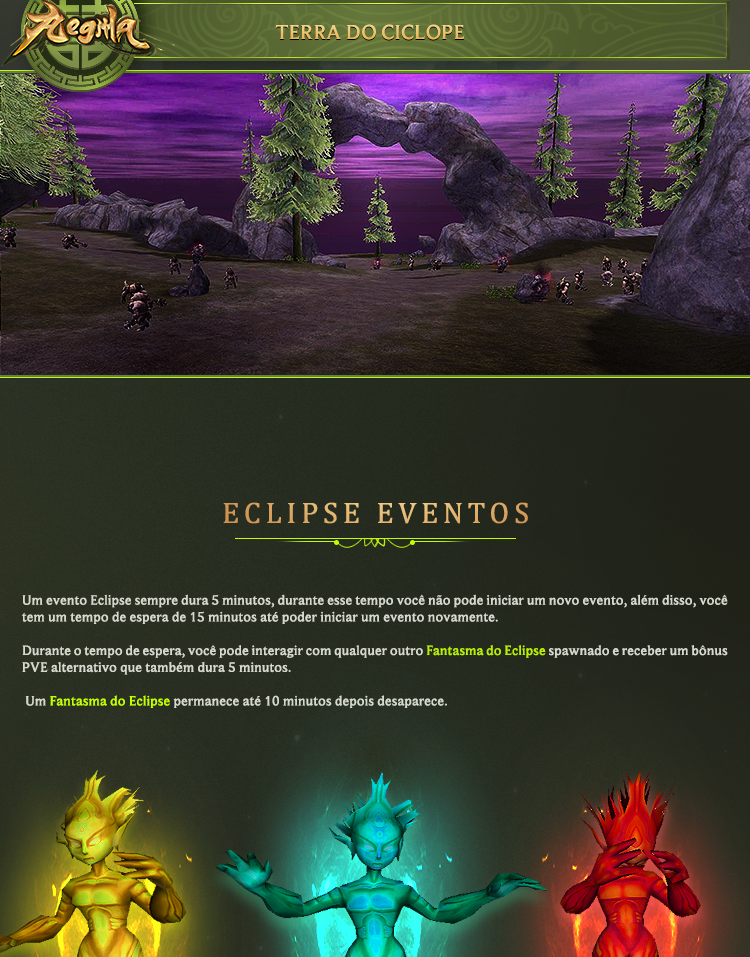 Aegira
TERRA DO CICLOPE
ECLIPSE EVENTOS
Um evento Eclipse sempre dura 5 minutos, durante esse tempo você não pode iniciar um novo evento, além disso, você
tem um tempo de espera de 15 minutos até poder iniciar um evento novamente.
Durante o tempo de espera, você pode interagir com qualquer outro Fantasma do Eclipse spawnado e receber um bônus
PVE alternativo que também dura 5 minutos.
Um Fantasma do Eclipse permanece até 10 minutos depois desaparece.